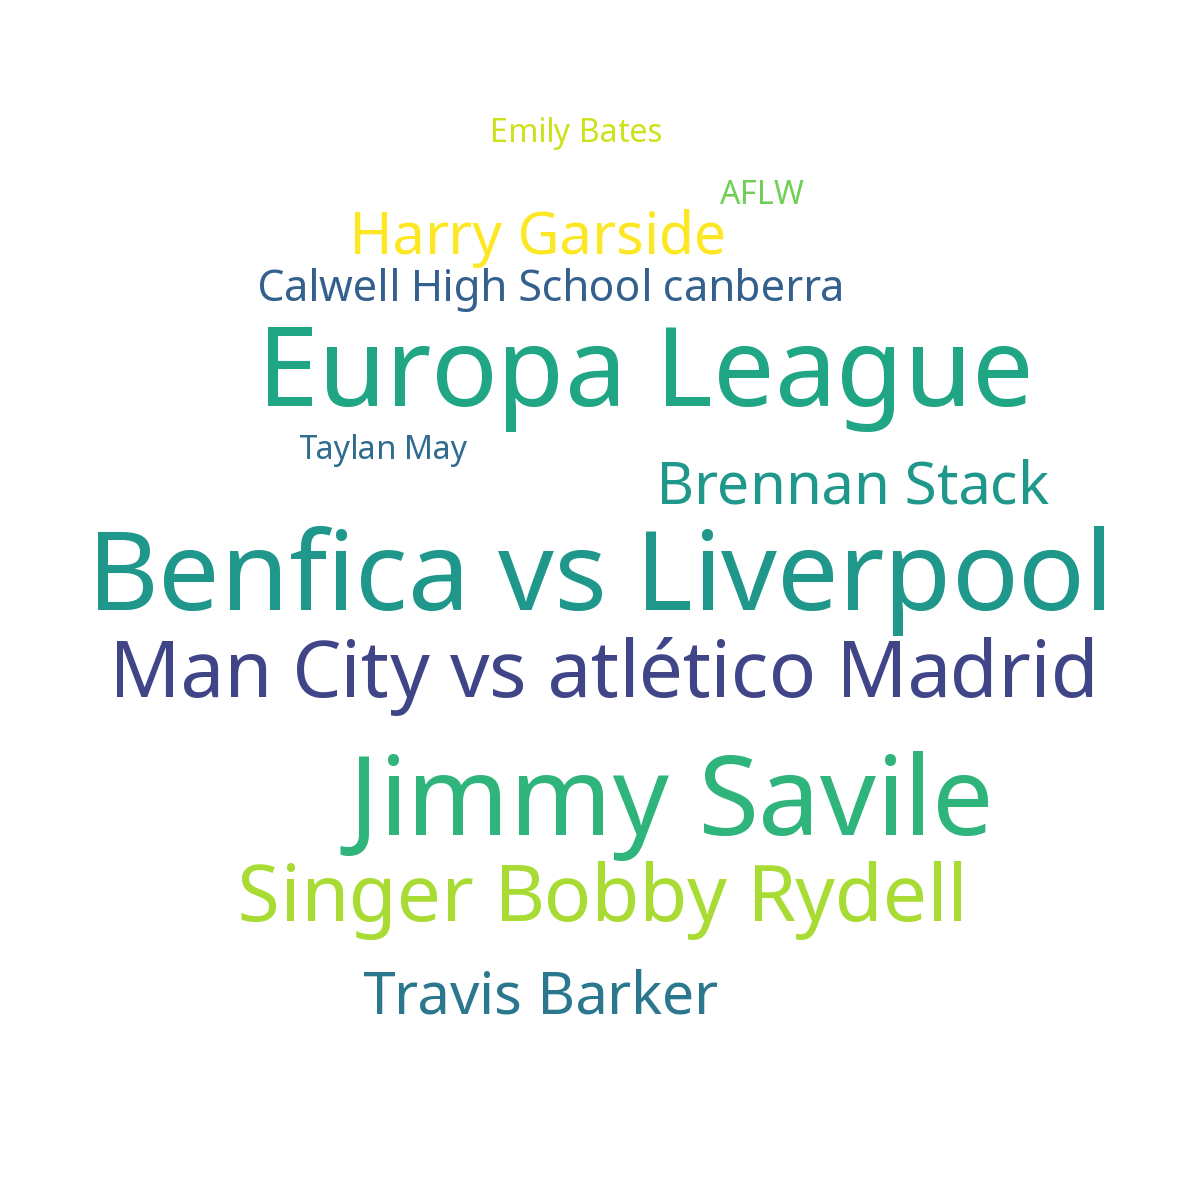 Emily Bates
AFLW
Harry Garside
Calwell High School canberra
Europa League
Taylan May
Brennan Stack
Benfica vs Liverpool
Man City vs atlético Madrid
Jimmy Savile
Singer Bobby Rydell
Travis Barker